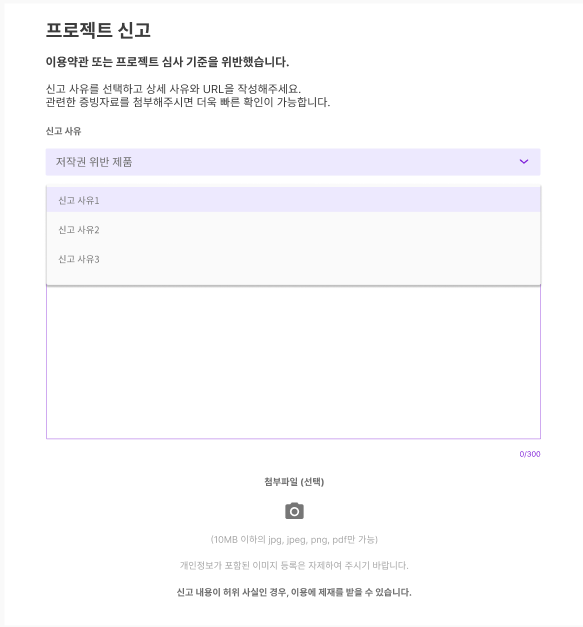 프로젝트 신고
이용약관 또는 프로젝트 심사 기준을 위반했습니다.
신고 사유를 선택하고 상세 사유와 URL을 작성해주세요.
관련한 증빙자료를 첨부해주시면 더욱 빠른 확인이 가능합니다.
신고 사유
저작권 위반 제품
신고 사유1
신고 사유2
신고 사유3
0/300
첨부파일 (선택)
(10MB 이하의 jpg, jpeg, png, pdf만 가능)
개인정보가 포함된 이미지 등록은 자제하여 주시기 바랍니다.
신고 내용이 허위 사실인 경우, 이용에 제재를 받을 수 있습니다.